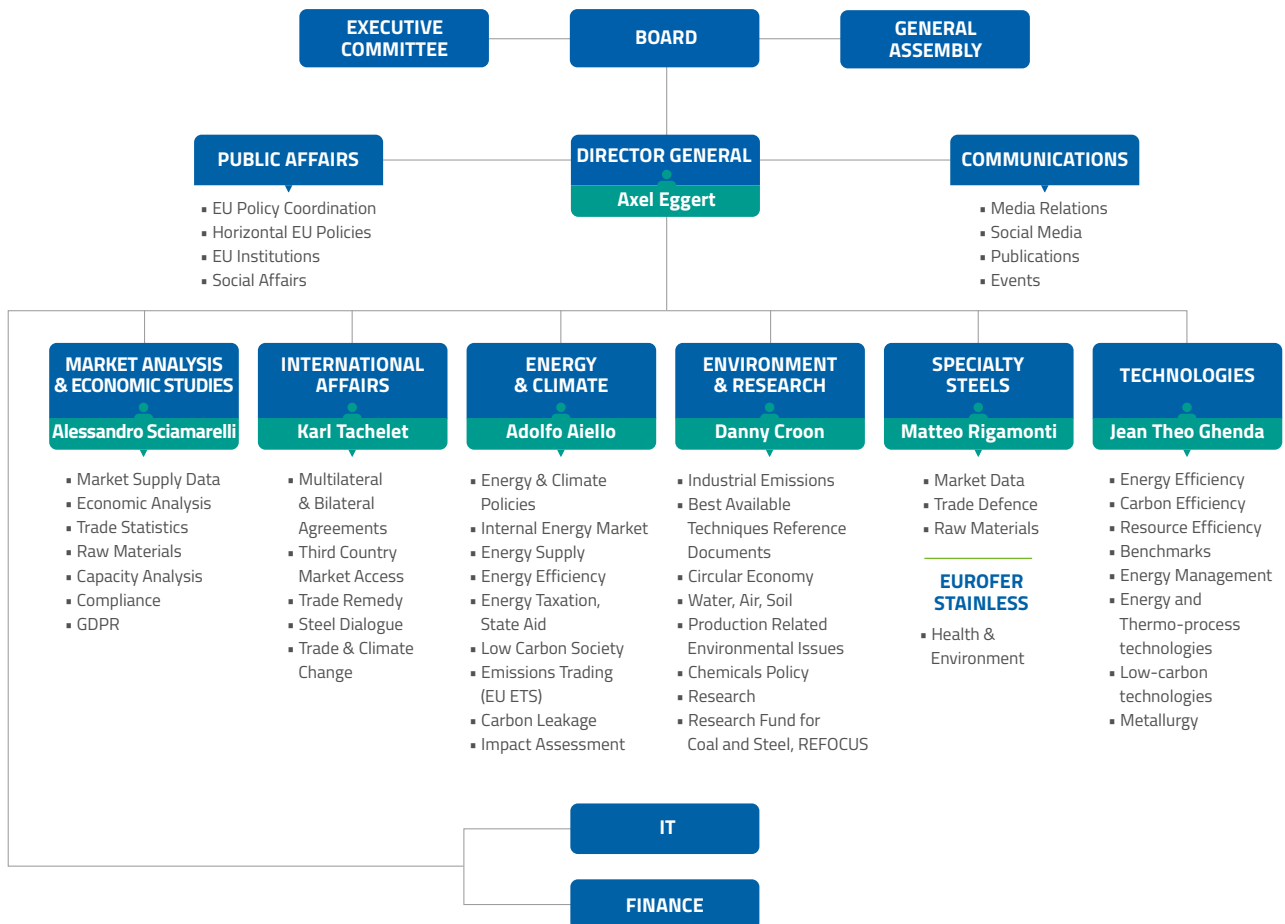 EXECUTIVE
COMMITTEE
BOARD
GENERAL
ASSEMBLY
PUBLIC AFFAIRS
▪ EU Policy Coordination
▪ Horizontal EU Policies
▪ EU Institutions
▪ Social Affairs
DIRECTOR GENERAL
Axel Eggert
COMMUNICATIONS
▪ Media Relations
▪ Social Media
▪ Publications
▪ Events
MARKET ANALYSIS
& ECONOMIC STUDIES
Alessandro Sciamarelli
▪ Market Supply Data
▪ Economic Analysis
▪ Trade Statistics
▪ Raw Materials
▪ Capacity Analysis
▪ Compliance
▪ GDPR
INTERNATIONAL
AFFAIRS
Karl Tachelet
▪ Multilateral
& Bilateral
Agreements
▪ Third Country
Market Access
▪ Trade Remedy
▪ Steel Dialogue
▪ Trade & Climate
Change
ENERGY
& CLIMATE
Adolfo Aiello
▪ Energy & Climate
Policies
▪ Internal Energy Market
▪ Energy Supply
▪ Energy Efficiency
▪ Energy Taxation,
State Aid
▪ Low Carbon Society
▪ Emissions Trading
(EU ETS)
▪ Carbon Leakage
▪ Impact Assessment
ENVIRONMENT
& RESEARCH
Danny Croon
▪ Industrial Emissions
▪ Best Available
Techniques Reference
Documents
▪ Circular Economy
▪ Water, Air, Soil
▪ Production Related
Environmental Issues
▪ Chemicals Policy
▪ Research
▪ Research Fund for
Coal and Steel, REFOCUS
SPECIALTY
STEELS
Matteo Rigamonti
▪ Market Data
▪ Trade Defence
▪ Raw Materials
EUROFER
STAINLESS
▪ Health &
Environment
TECHNOLOGIES
Jean Theo Ghenda
▪ Energy Efficiency
▪ Carbon Efficiency
▪ Resource Efficiency
▪ Benchmarks
▪ Energy Management
▪ Energy and
Thermo-process
technologies
▪ Low-carbon
technologies
▪ Metallurgy
IT
FINANCE